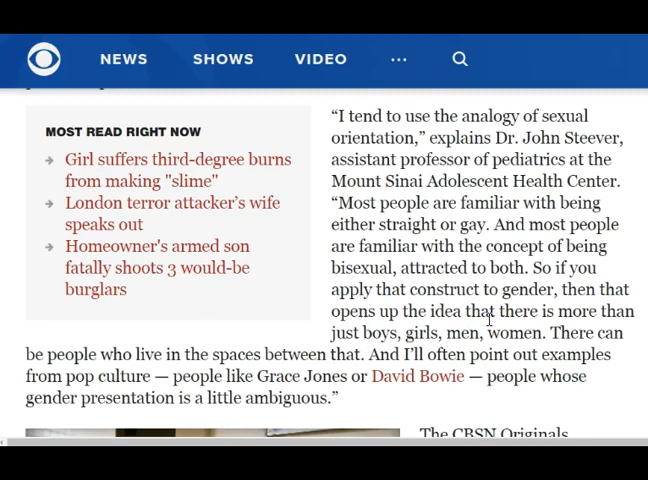 NEWS SHOWS VIDEO ...
MOST READ RIGHT NOW
Girl suffers third-degree burns
from making "slime"
London terror attacker's wife
speaks out
Homeowner's armed son
fatally shoots 3 would-be
burglars
“I tend to use the analogy of sexual
orientation,” explains Dr. John Steever,
assistant professor of pediatrics at the
Mount Sinai Adolescent Health Center.
“Most people are familiar with being
either straight or gay. And most people
are familiar with the concept of being
bisexual, attracted to both. So if you
apply that construct to gender, then that
opens up the idea that there is more than
just boys, girls, men, women. There can
be people who live in the spaces between that. And I’ll often point out examples
from pop culture — people like Grace Jones or David Bowie — people whose
gender presentation is a little ambiguous.”
The CBSN Originals